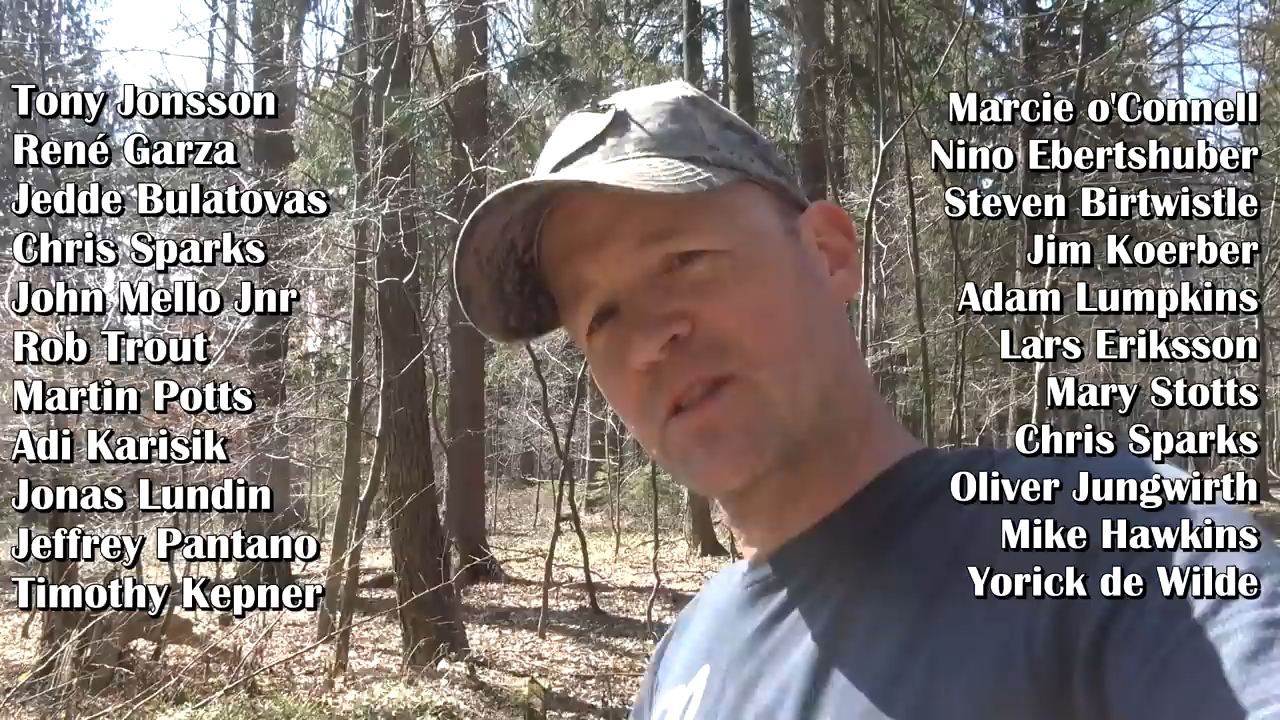 Tony Jonsson
René Garza
Jedde Bulatovas
Chris Sparks
John Mello Jnr
Rob Trout
Martin Potts
Adi Karisik
Jonas Lundin
Jeffrey Pantano
Timothy Kepner
Marcie o'Connell
Nino Ebertshuber
Steven Birtwistle
Jim Koerber
Adam Lumpkins
Lars Eriksson
Mary Stotts
Chris Sparks
Oliver Jungwirth
Mike Hawkins
Yorick de Wilde